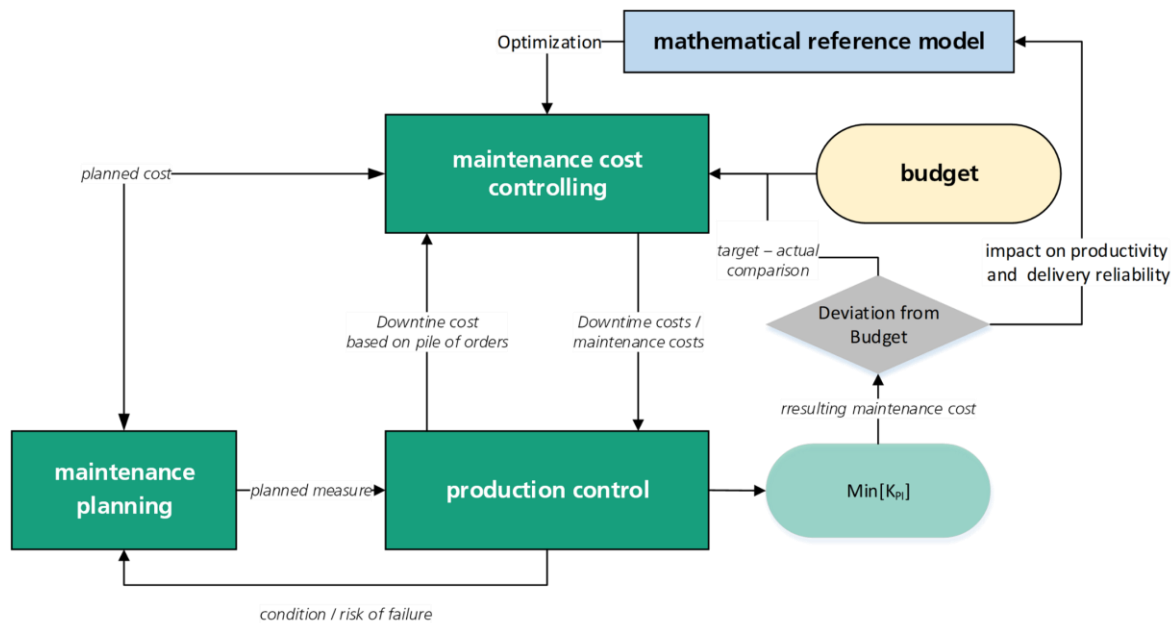 Optimization
mathematical reference model
maintenance cost
controlling
budget
planned cost
target – actual
comparison
impact on productivity
and delivery reliability
Deviation from
Budget
Downtine cost
based on pile of orders
Downtime costs /
maintenance costs
rresulting maintenance cost
maintenance
planning
planned measure
production control
Min[K_PI]
condition / risk of failure